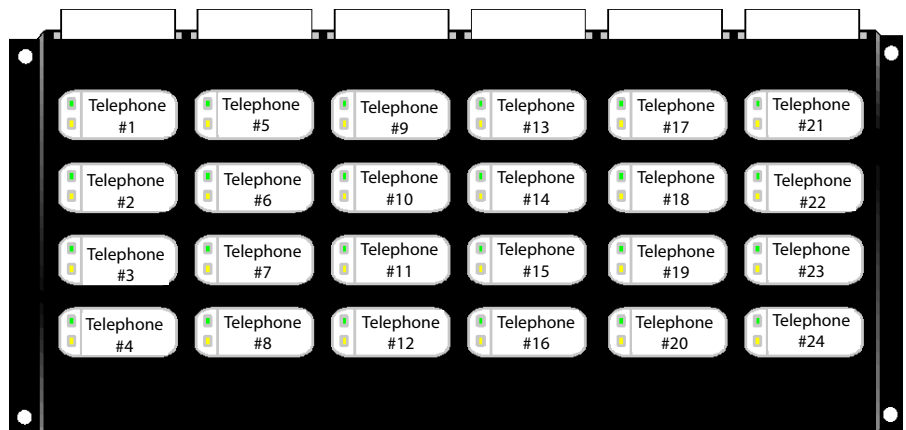 Telephone
#1
Telephone
#5
Telephone
#9
Telephone
#13
Telephone
#17
Telephone
#21
Telephone
#2
Telephone
#6
Telephone
#10
Telephone
#14
Telephone
#18
Telephone
#22
Telephone
#3
Telephone
#7
Telephone
#11
Telephone
#15
Telephone
#19
Telephone
#23
Telephone
#4
Telephone
#8
Telephone
#12
Telephone
#16
Telephone
#20
Telephone
#24